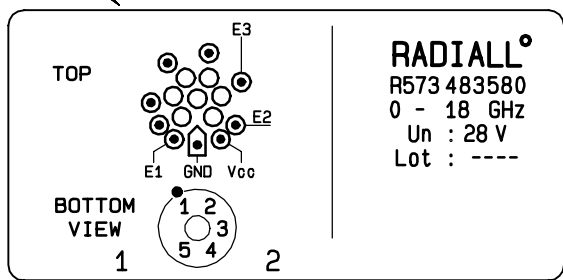 E3
TOP
E2
E1 GND Vcc
BOTTOM
VIEW
1 2
3
5 4
1 2
RADIALL°
R573 483580
0 - 18 GHz
Un : 28 V
Lot : ----